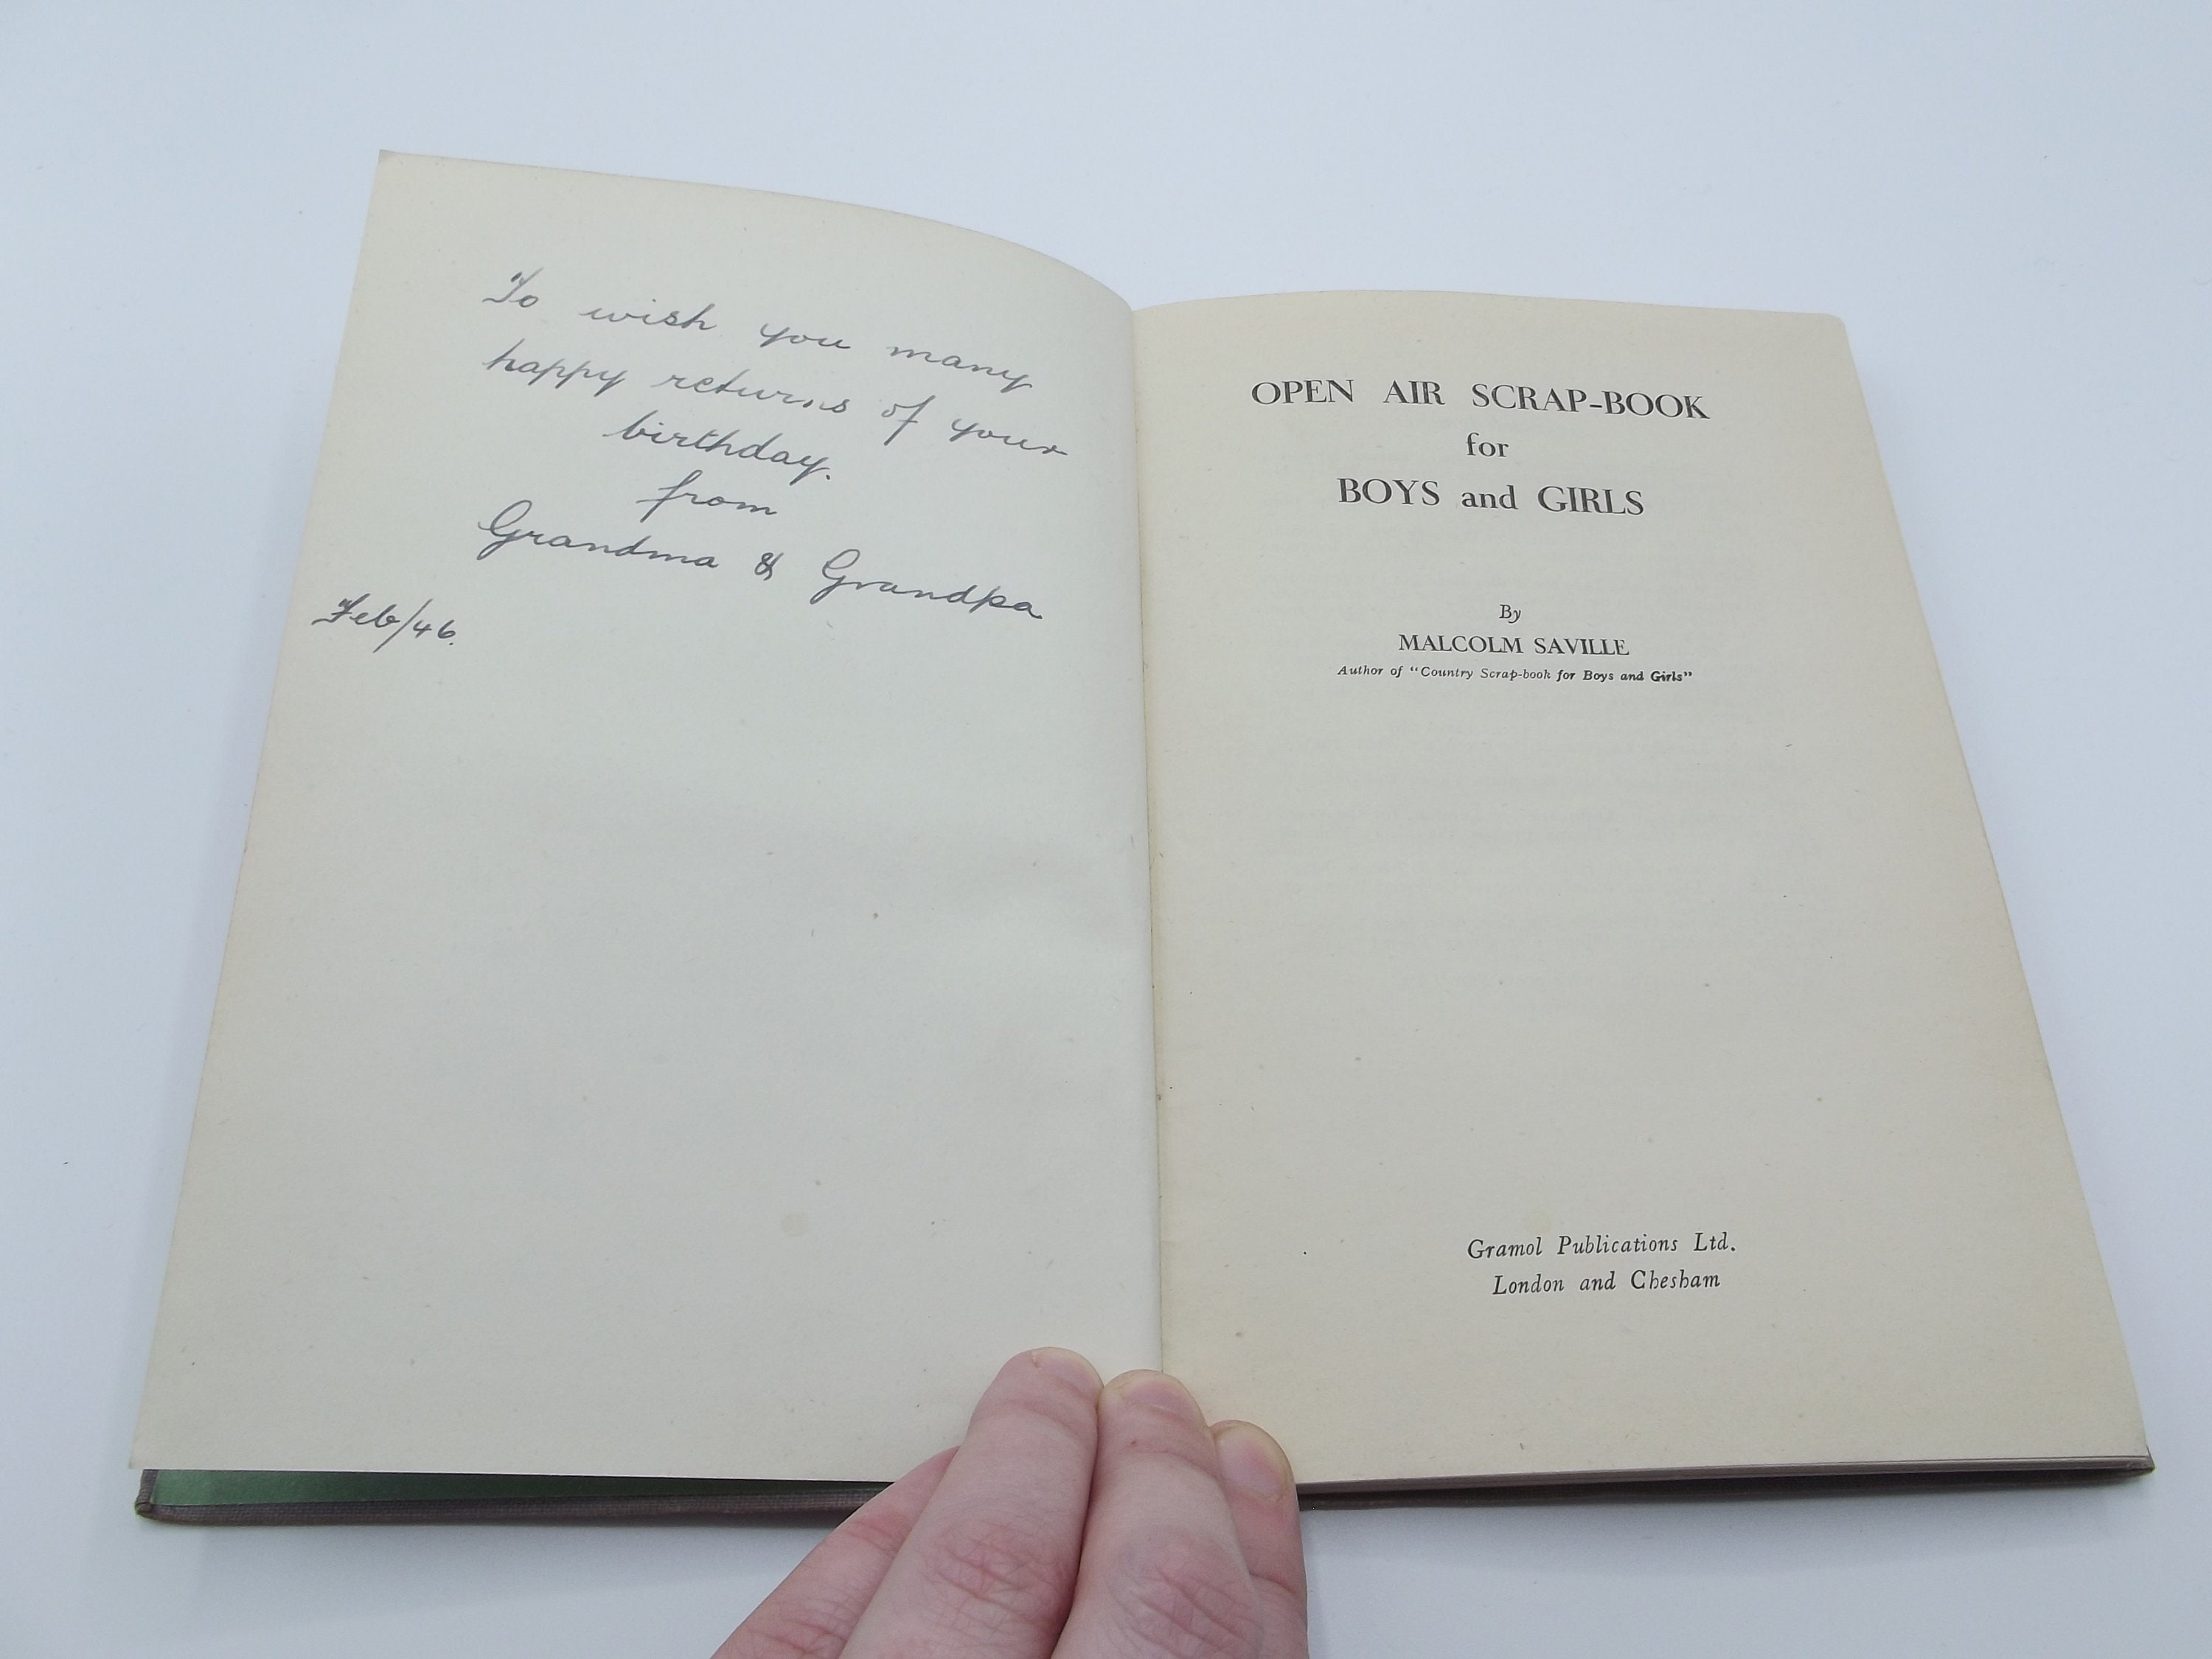 To wish you many
happy returns of your
birthday.
from
Grandma & Grandpa
Feb/46.
OPEN AIR SCRAP-BOOK
for
BOYS and GIRLS
By
MALCOLM SAVILLE
Author of "Country Scrap-book for Boys and Girls"
Gramol Publications Ltd.
London and Chesham